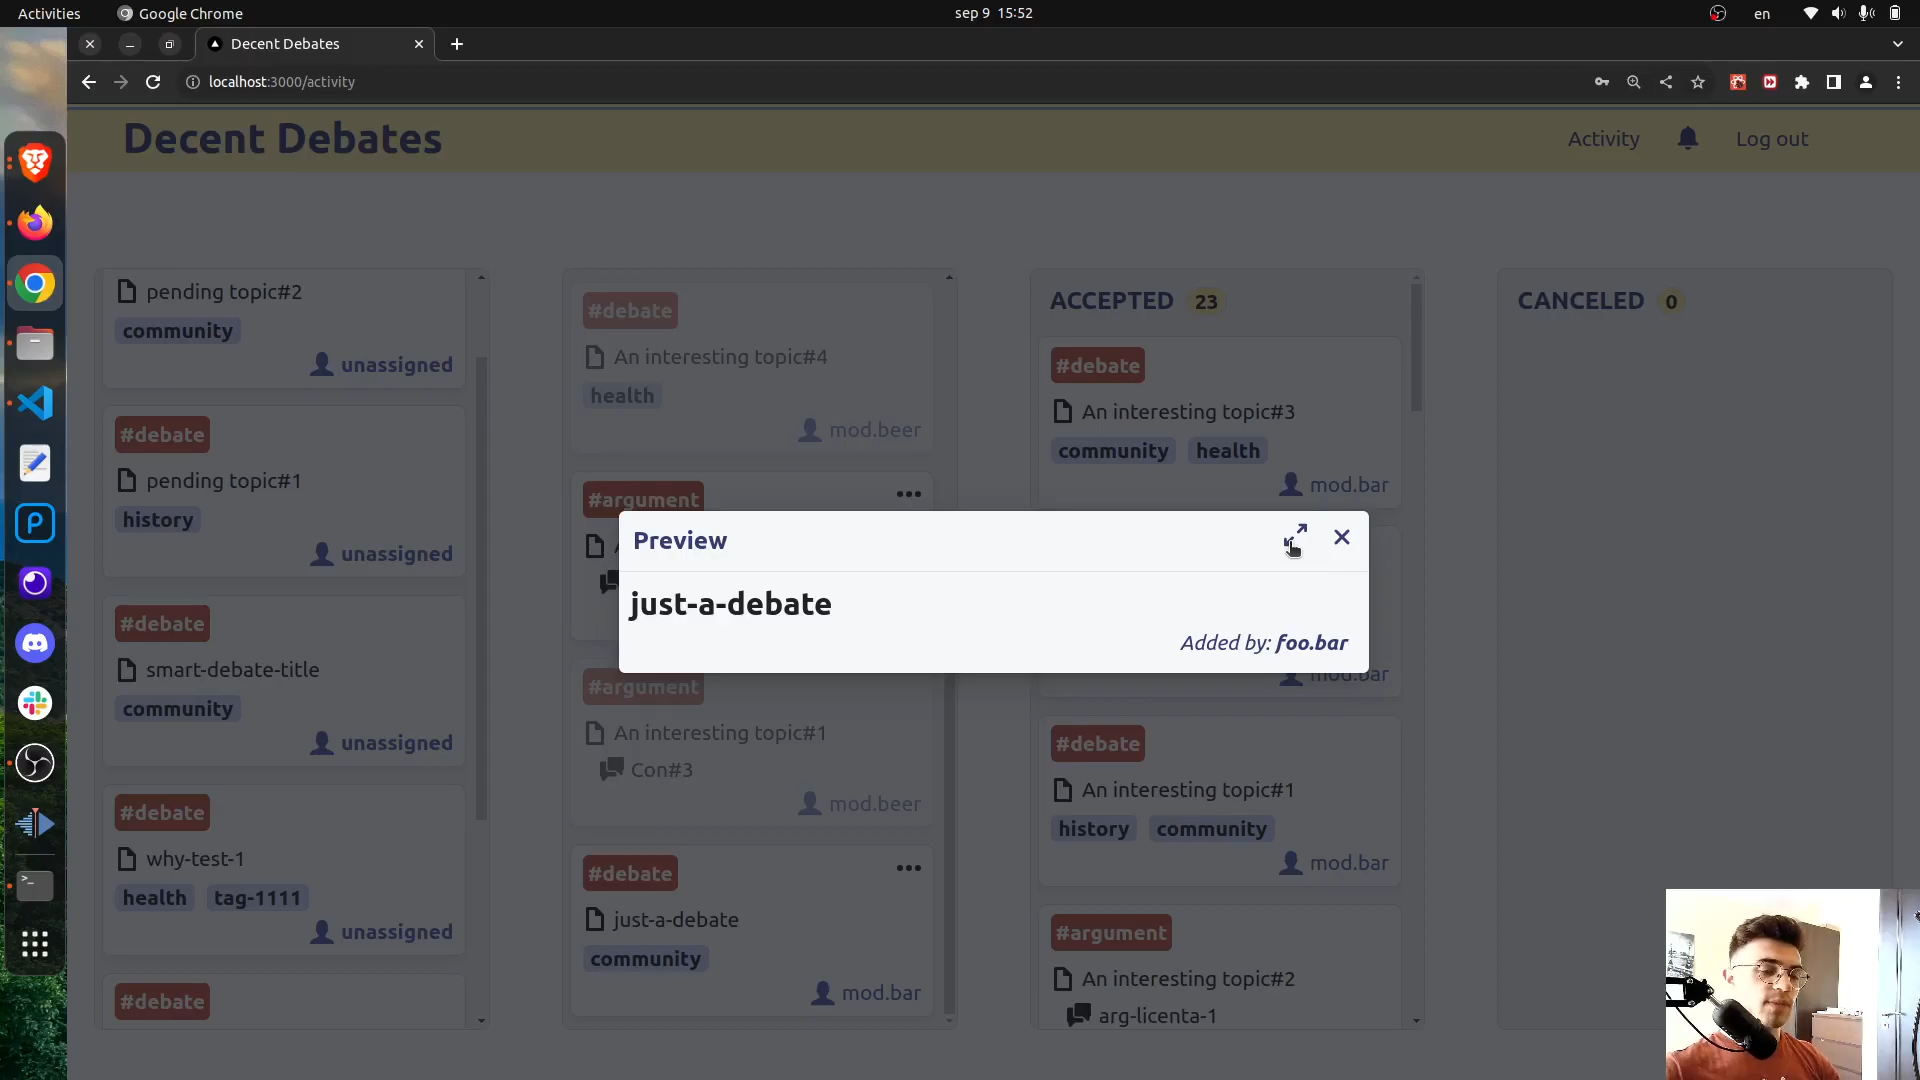 Activities
Google Chrome
sep 9 15:52
en
Decent Debates
localhost:3000/activity
Decent Debates
Activity
Log out
pending topic#2
community
unassigned
#debate
pending topic#1
history
unassigned
#debate
smart-debate-title
community
unassigned
#debate
why-test-1
health
tag-1111
unassigned
#debate
#debate
An interesting topic#4
health
mod.beer
#argument
Preview
just-a-debate
Added by: foo.bar
#argument
An interesting topic#1
Con#3
mod.beer
#debate
just-a-debate
community
mod.bar
ACCEPTED 23
#debate
An interesting topic#3
community
health
mod.bar
mod.bar
#debate
An interesting topic#1
history
community
mod.bar
#argument
An interesting topic#2
arg-licenta-1
CANCELED 0